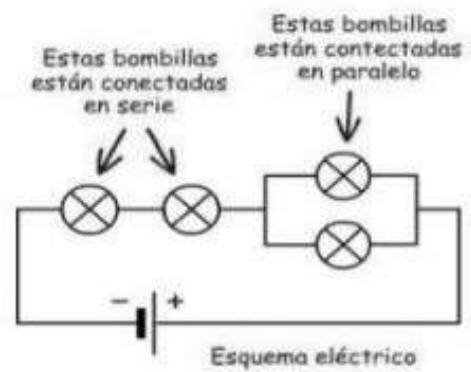 Estas bombillas
están conectadas
en serie
Estas bombillas
están contectadas
en paralelo
− +
Esquema eléctrico